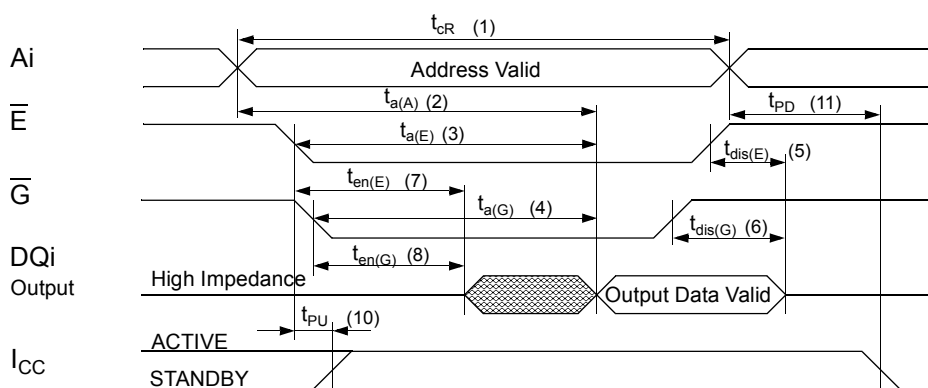 t_cR (1)
Ai
Address Valid
t_a(A) (2)
t_PD (11)
E̅
t_a(E) (3)
t_dis(E) (5)
t_en(E) (7)
G̅
t_a(G) (4)
t_dis(G) (6)
t_en(G) (8)
DQi
Output
High Impedance
Output Data Valid
t_PU (10)
ACTIVE
I_CC
STANDBY